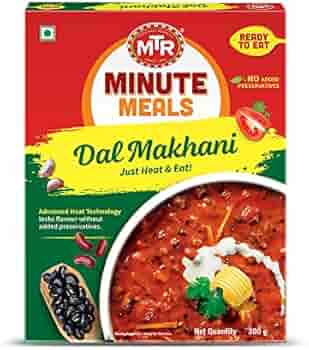 MTR
READY
TO EAT
NO ADDED
PRESERVATIVES
MINUTE
MEALS
Dal Makhani
Just Heat & Eat!
Advanced Heat Technology
locks flavour without
added preservatives.
Net Quantity 300 g